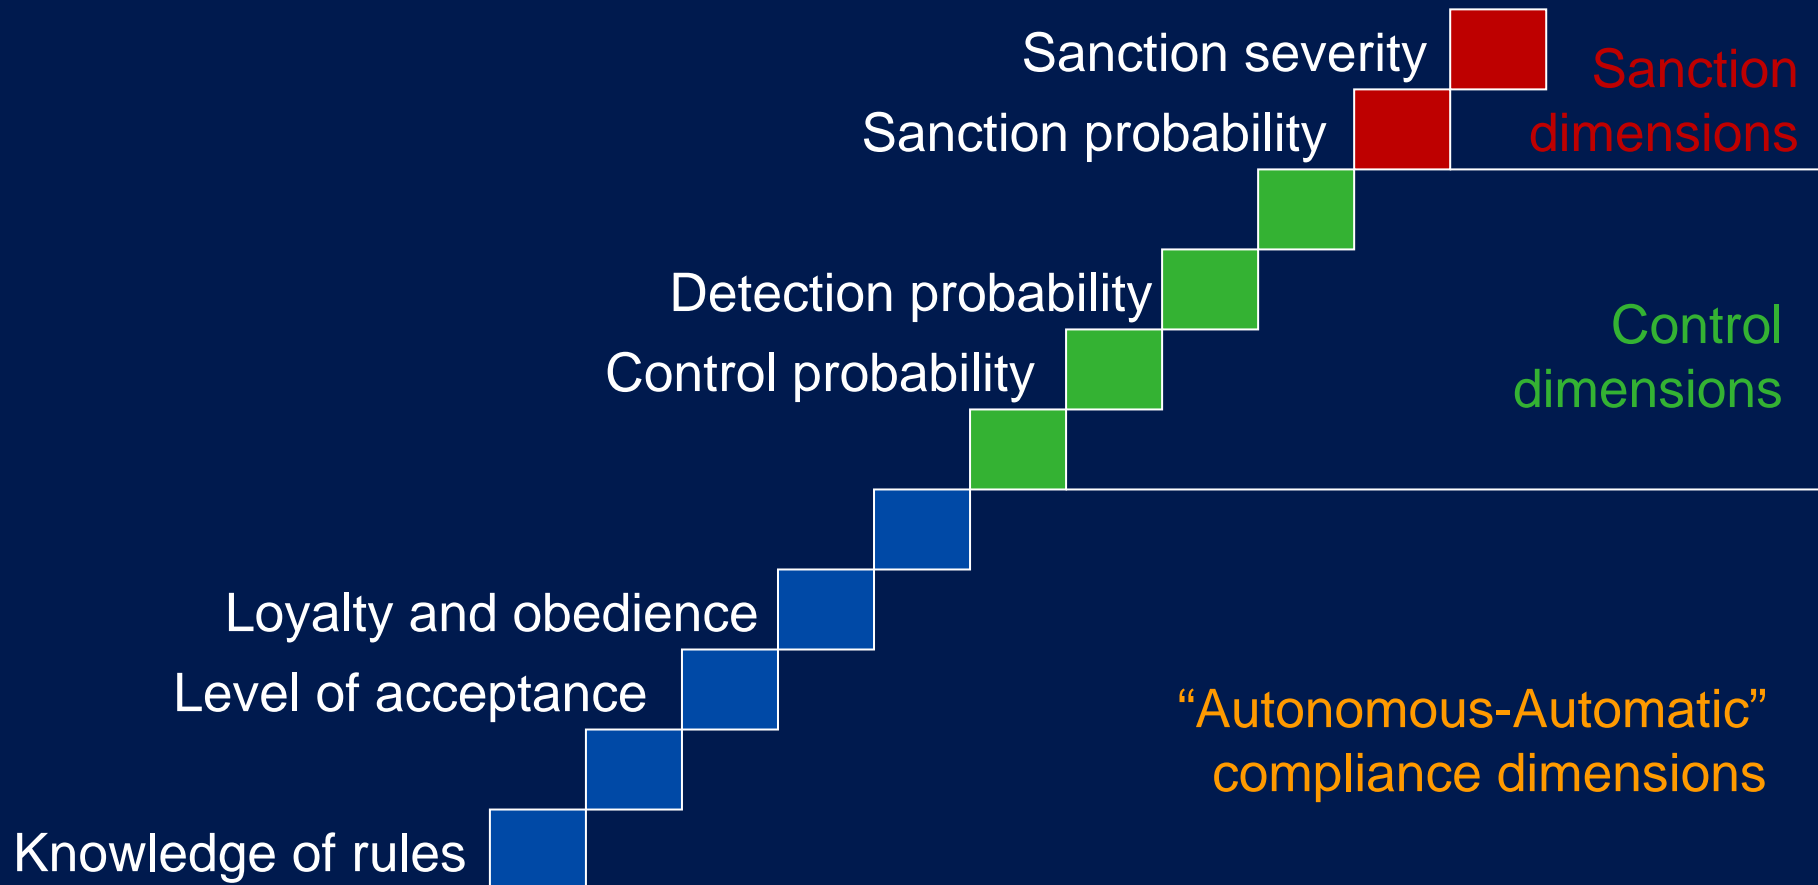 Sanction severity
Sanction
dimensions
Sanction probability
Detection probability
Control
dimensions
Control probability
Loyalty and obedience
Level of acceptance
“Autonomous-Automatic”
compliance dimensions
Knowledge of rules